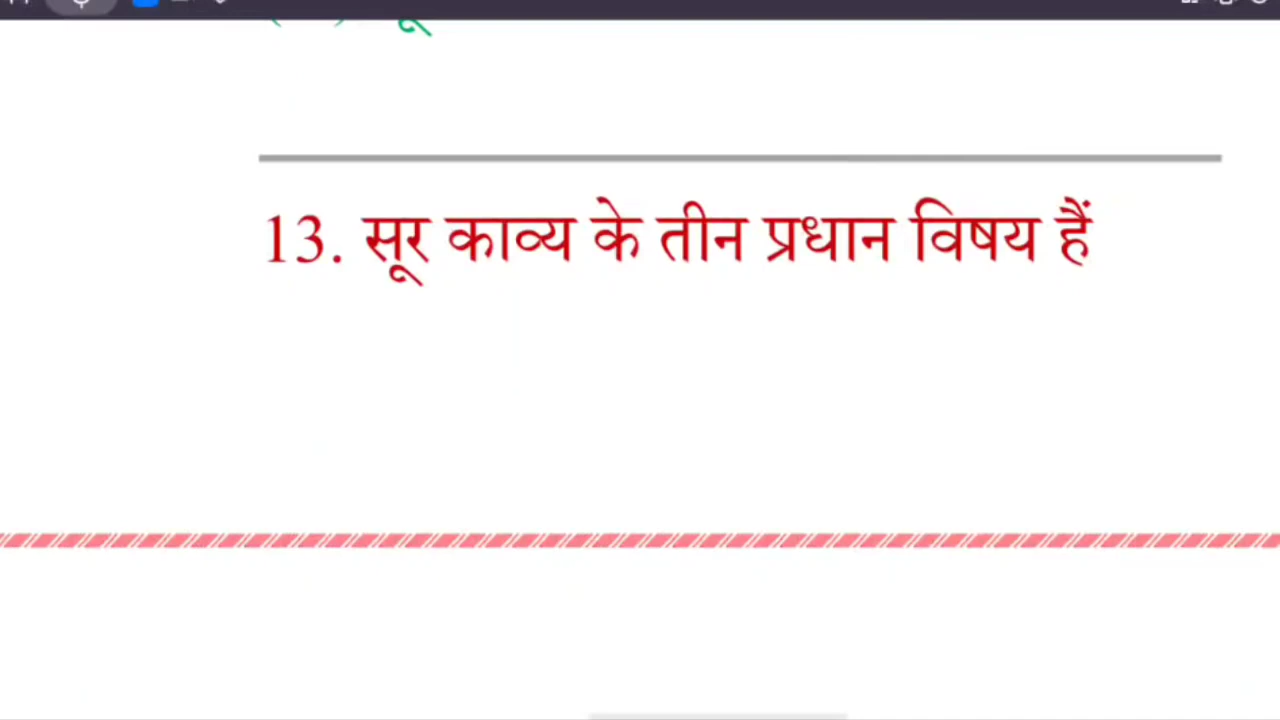 13. सूर काव्य के तीन प्रधान विषय हैं